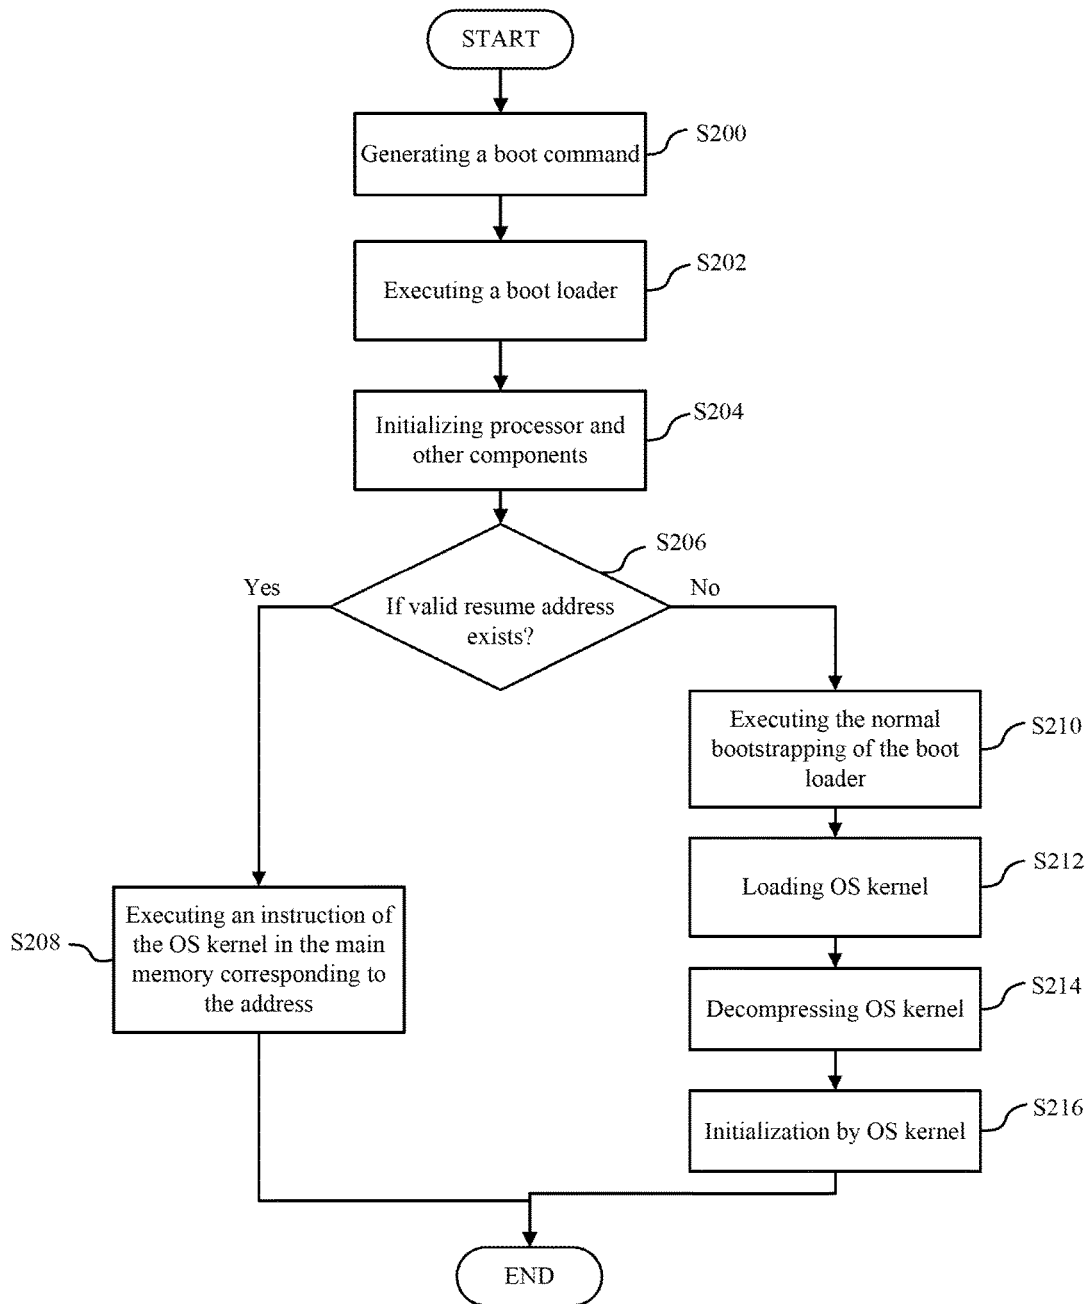 START
Generating a boot command
S200
Executing a boot loader
S202
Initializing processor and
other components
S204
S206
Yes
If valid resume address
exists?
No
Executing the normal
bootstrapping of the boot
loader
S210
Loading OS kernel
S212
Executing an instruction of
the OS kernel in the main
memory corresponding to
the address
S208
Decompressing OS kernel
S214
Initialization by OS kernel
S216
END